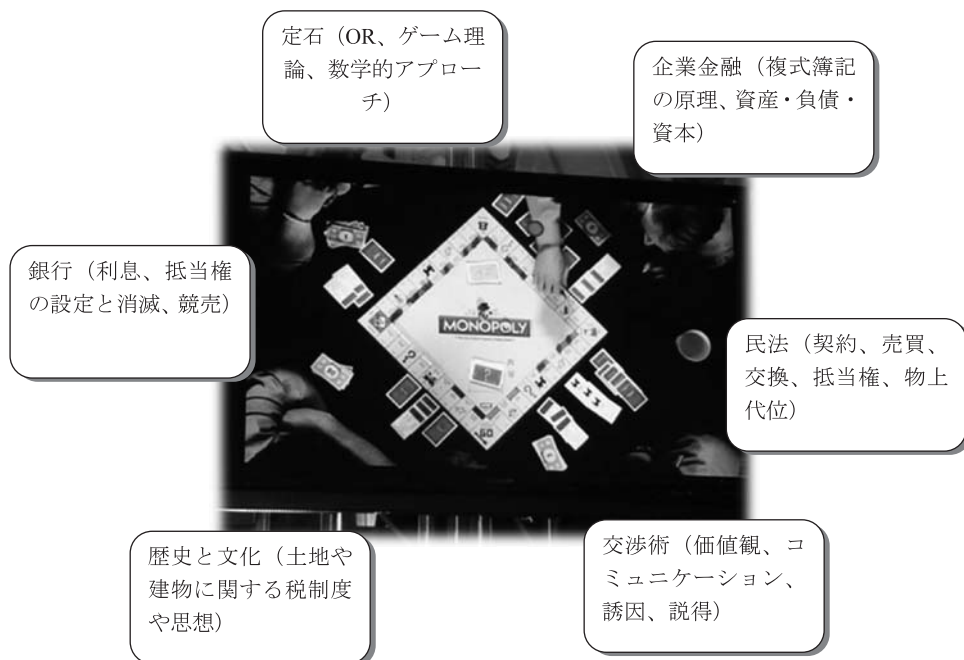 定石（OR、ゲーム理
論、数学的アプロー
チ）
企業金融（複式簿記
の原理、資産・負債・
資本）
銀行（利息、抵当権
の設定と消滅、競売）
MONOPOLY
GO
民法（契約、売買、
交換、抵当権、物上
代位）
歴史と文化（土地や
建物に関する税制度
や思想）
交渉術（価値観、コ
ミュニケーション、
誘因、説得）